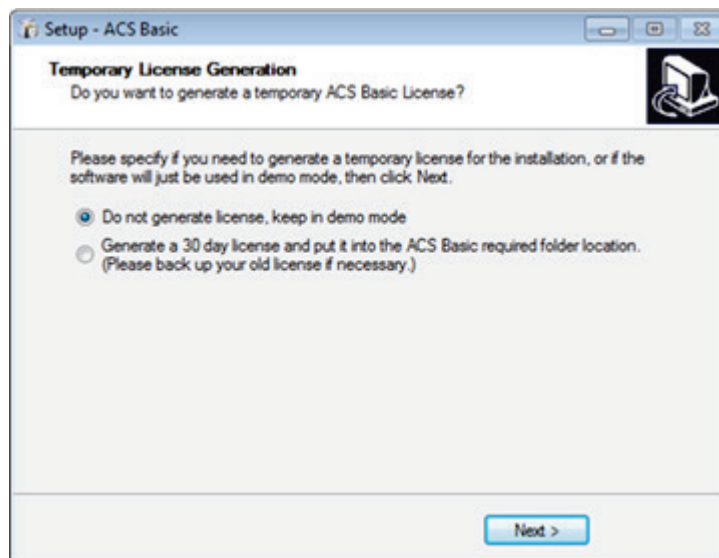 Setup - ACS Basic
Temporary License Generation
Do you want to generate a temporary ACS Basic License?
Please specify if you need to generate a temporary license for the installation, or if the
software will just be used in demo mode, then click Next.
Do not generate license, keep in demo mode
Generate a 30 day license and put it into the ACS Basic required folder location.
(Please back up your old license if necessary.)
Next >